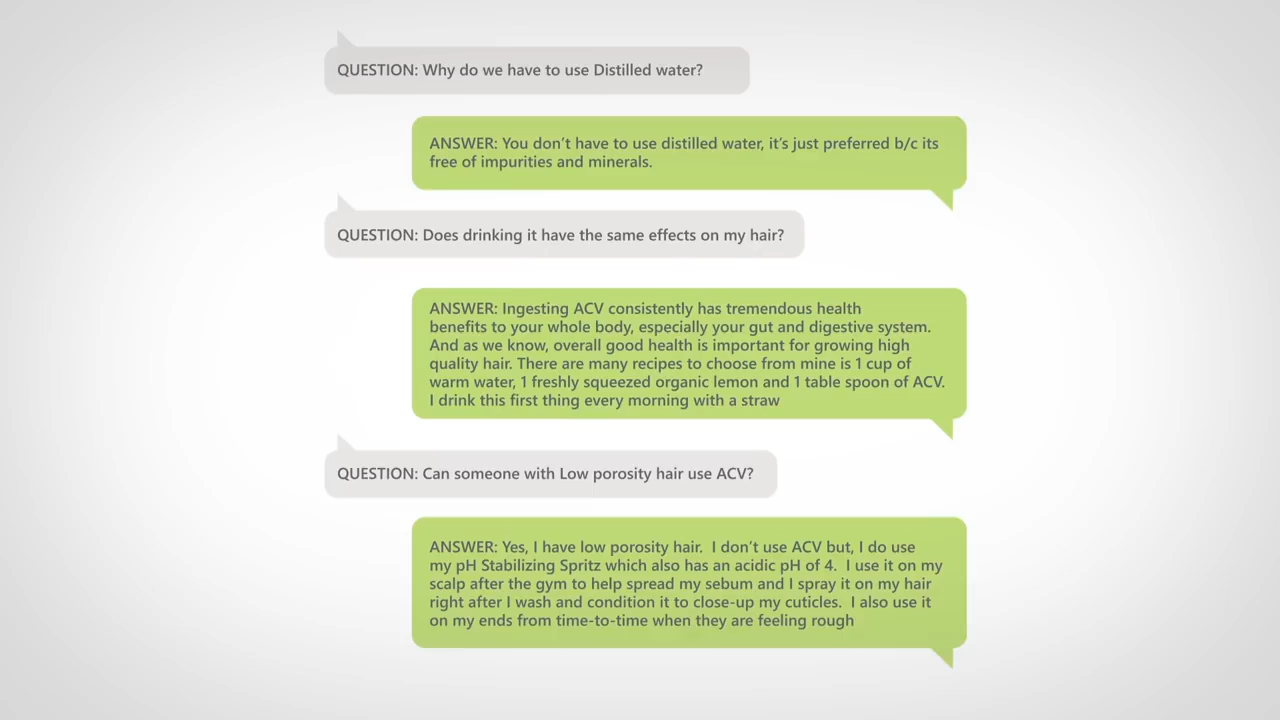 QUESTION: Why do we have to use Distilled water?
ANSWER: You don't have to use distilled water, it's just preferred b/c its
free of impurities and minerals.
QUESTION: Does drinking it have the same effects on my hair?
ANSWER: Ingesting ACV consistently has tremendous health
benefits to your whole body, especially your gut and digestive system.
And as we know, overall good health is important for growing high
quality hair. There are many recipes to choose from mine is 1 cup of
warm water, 1 freshly squeezed organic lemon and 1 table spoon of ACV.
I drink this first thing every morning with a straw
QUESTION: Can someone with Low porosity hair use ACV?
ANSWER: Yes, I have low porosity hair.  I don't use ACV but, I do use
my pH Stabilizing Spritz which also has an acidic pH of 4.  I use it on my
scalp after the gym to help spread my sebum and I spray it on my hair
right after I wash and condition it to close-up my cuticles.  I also use it
on my ends from time-to-time when they are feeling rough